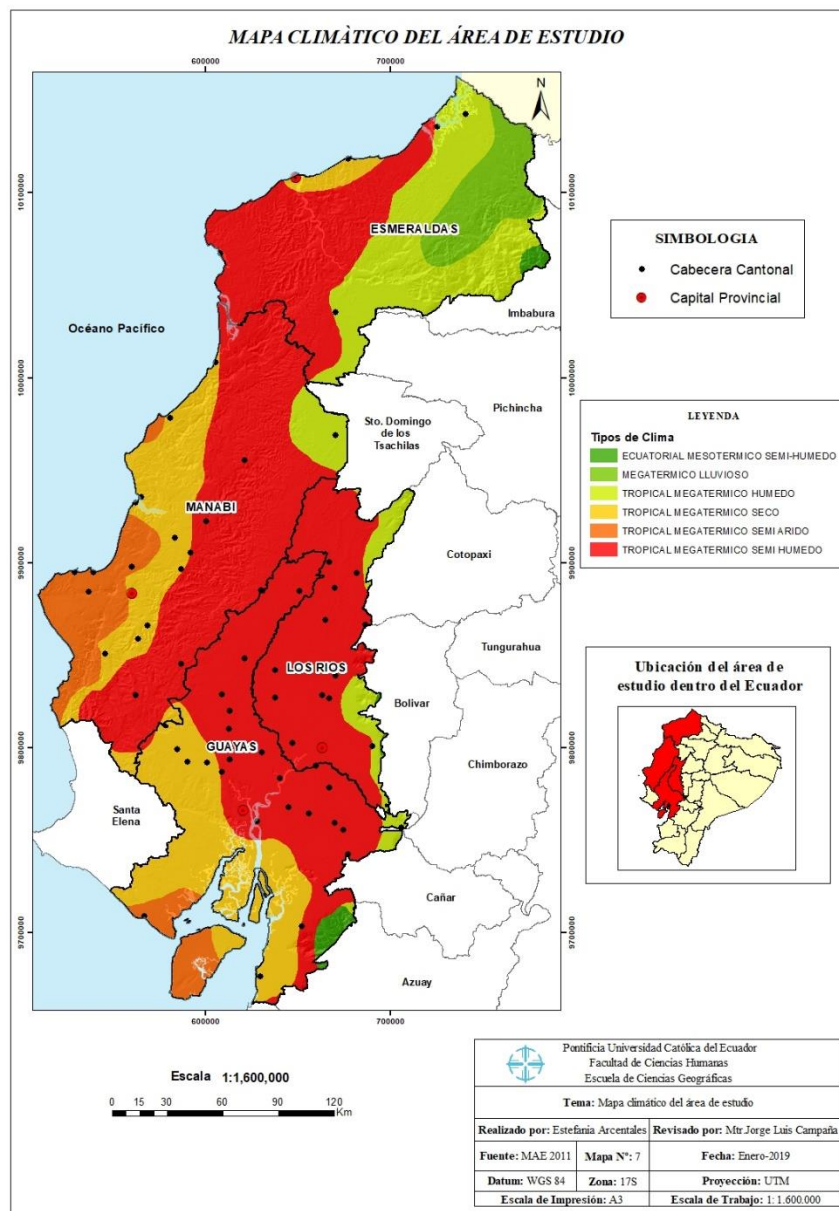 MAPA CLIMÀTICO DEL ÁREA DE ESTUDIO
600000 700000
N
10100000 10100000
ESMERALDAS
Imbabura
Océano Pacífico
10000000 10000000
Pichincha
Sto. Domingo
de los
Tsachilas
MANABI
Cotopaxi
9900000 9900000
Tungurahua
LOS RIOS
Bolivar
GUAYAS
9800000 9800000
Chimborazo
Santa
Elena
Cañar
9700000 9700000
Azuay
600000 700000
SIMBOLOGIA
Cabecera Cantonal
Capital Provincial
LEYENDA
Tipos de Clima
ECUATORIAL MESOTERMICO SEMI-HUMEDO
MEGATERMICO LLUVIOSO
TROPICAL MEGATERMICO HUMEDO
TROPICAL MEGATERMICO SECO
TROPICAL MEGATERMICO SEMI ARIDO
TROPICAL MEGATERMICO SEMI HUMEDO
Ubicación del área de
estudio dentro del Ecuador
Escala 1:1,600,000
0 15 30 60 90 120
Km
Pontificia Universidad Católica del Ecuador
Facultad de Ciencias Humanas
Escuela de Ciencias Geográficas
Tema: Mapa climático del área de estudio
Realizado por: Estefania Arcentales Revisado por: Mtr.Jorge Luis Campaña
Fuente: MAE 2011 Mapa Nº: 7 Fecha: Enero-2019
Datum: WGS 84 Zona: 17S Proyección: UTM
Escala de Impresión: A3 Escala de Trabajo: 1: 1.600.000